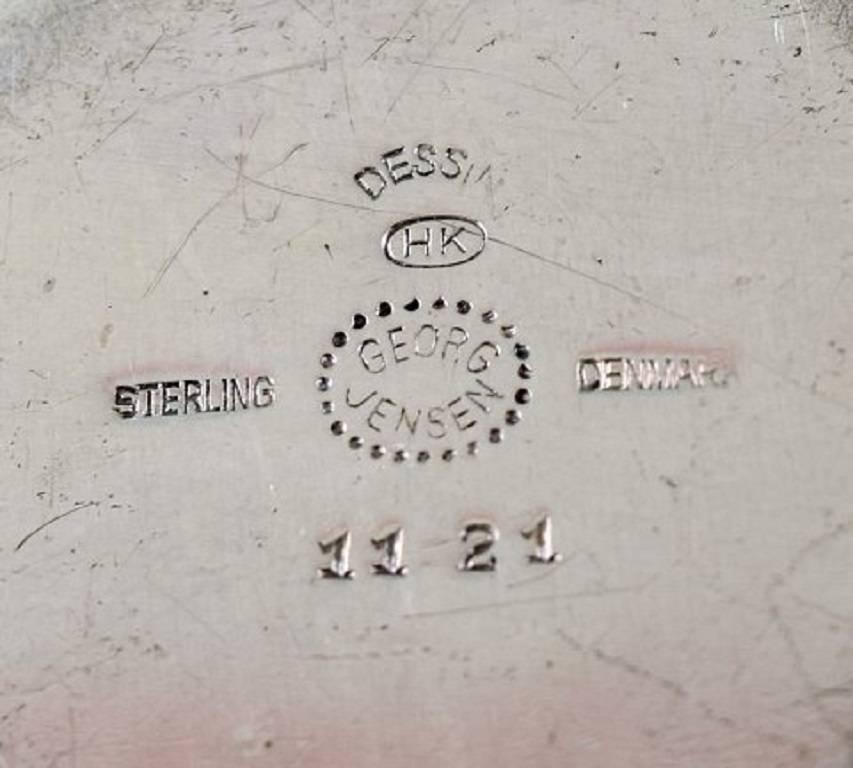 DESSIN
HK
GEORG
JENSEN
STERLING
DENMARK
11 21